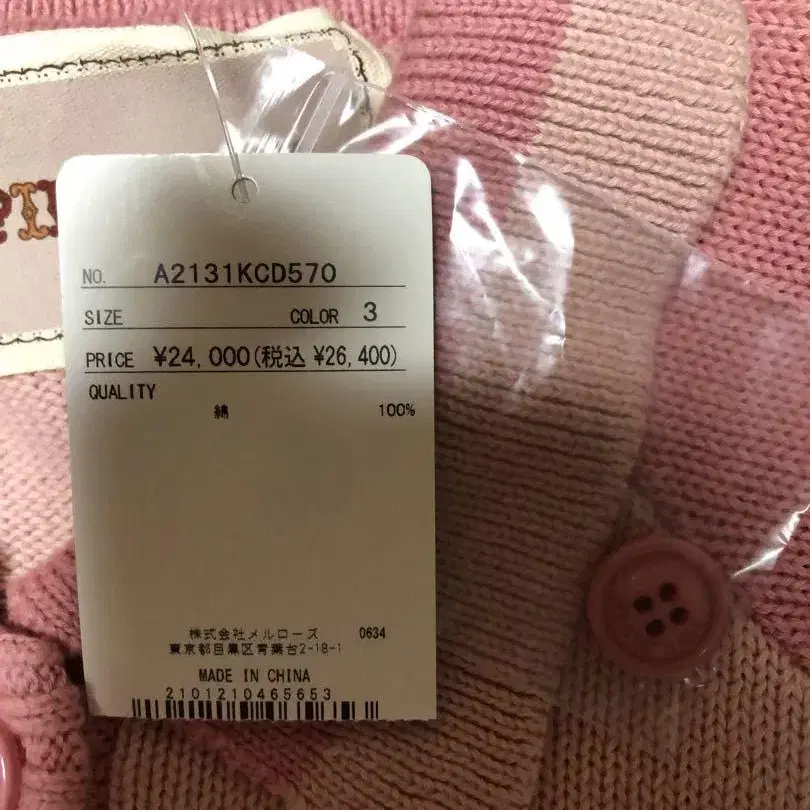 NO. A2131KCD570
SIZE COLOR 3
PRICE ¥24,000(税込 ¥26,400)
QUALITY
綿 100%
株式会社メルローズ 0634
東京都目黒区青葉台2-18-1
MADE IN CHINA
2101210465653